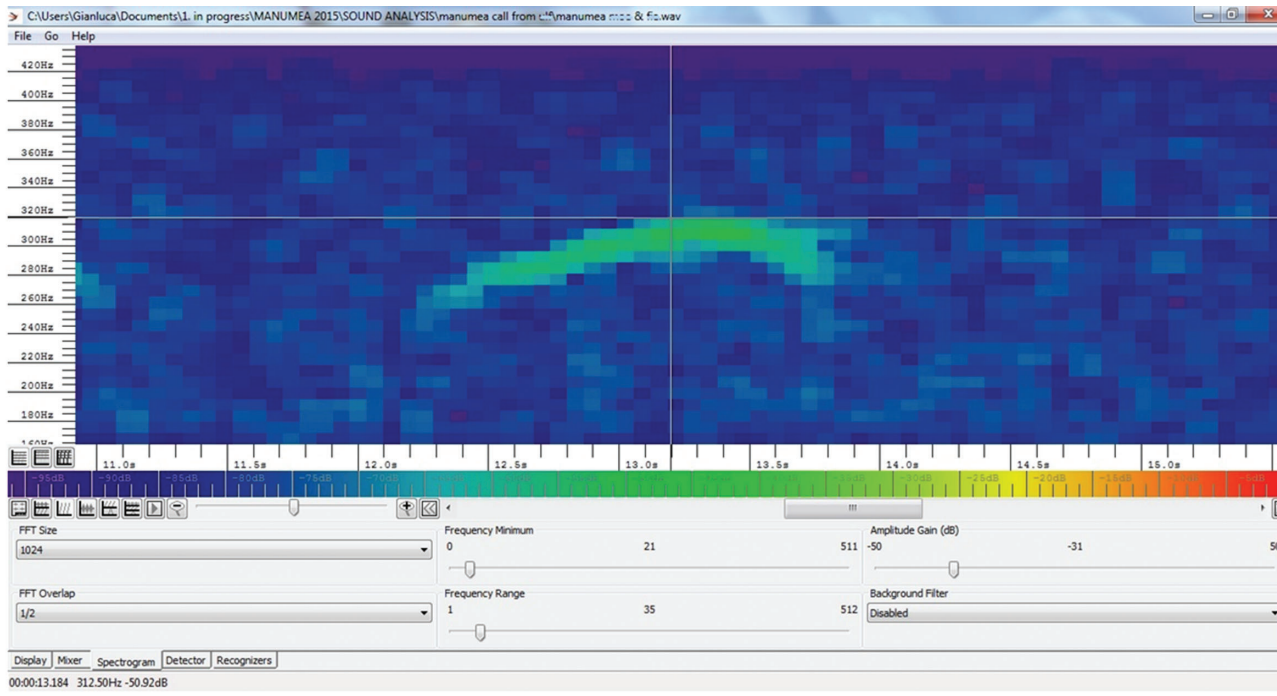 C:\Users\Gianluca\Documents\1. in progress\MANUMEA 2015\SOUND ANALYSIS\manumea call from \manumea & fia.wav
File Go Help
420Hz
400Hz
380Hz
360Hz
340Hz
320Hz
300Hz
280Hz
260Hz
240Hz
220Hz
200Hz
180Hz
160Hz
11.0s 11.5s 12.0s 12.5s 13.0s 13.5s 14.0s 14.5s 15.0s
-95dB -90dB -85dB -80dB -75dB -70dB -30dB -25dB -20dB -15dB -5dB
FFT Size
1024
Frequency Minimum
0 21 511
Amplitude Gain (dB)
-50 -31
FFT Overlap
1/2
Frequency Range
1 35 512
Background Filter
Disabled
Display Mixer Spectrogram Detector Recognizers
00:00:13.184 312.50Hz -50.92dB